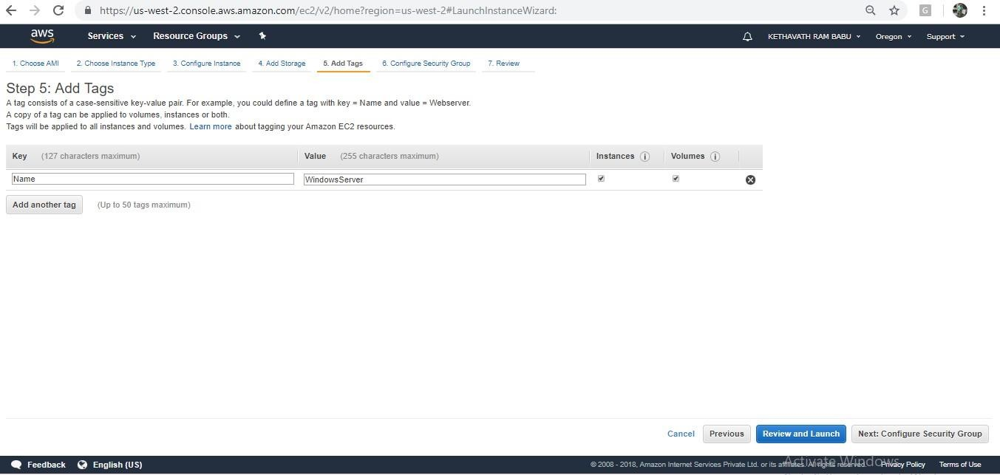 https://us-west-2.console.aws.amazon.com/ec2/v2/home?region=us-west-2#LaunchInstanceWizard:
G
aws Services Resource Groups KETHAVATH RAM BABU Oregon Support
1. Choose AMI 2. Choose Instance Type 3. Configure Instance 4. Add Storage 5. Add Tags 6. Configure Security Group 7. Review
Step 5: Add Tags
A tag consists of a case-sensitive key-value pair. For example, you could define a tag with key = Name and value = Webserver.
A copy of a tag can be applied to volumes, instances or both.
Tags will be applied to all instances and volumes. Learn more about tagging your Amazon EC2 resources.
Key (127 characters maximum) Value (255 characters maximum) Instances i Volumes i
Name WindowsServer
Add another tag (Up to 50 tags maximum)
Cancel Previous Review and Launch Next: Configure Security Group
Activate Windows
Feedback English (US) © 2008 - 2018, Amazon Internet Services Private Ltd. or its affiliates. All rights reserved. Privacy Policy Terms of Use